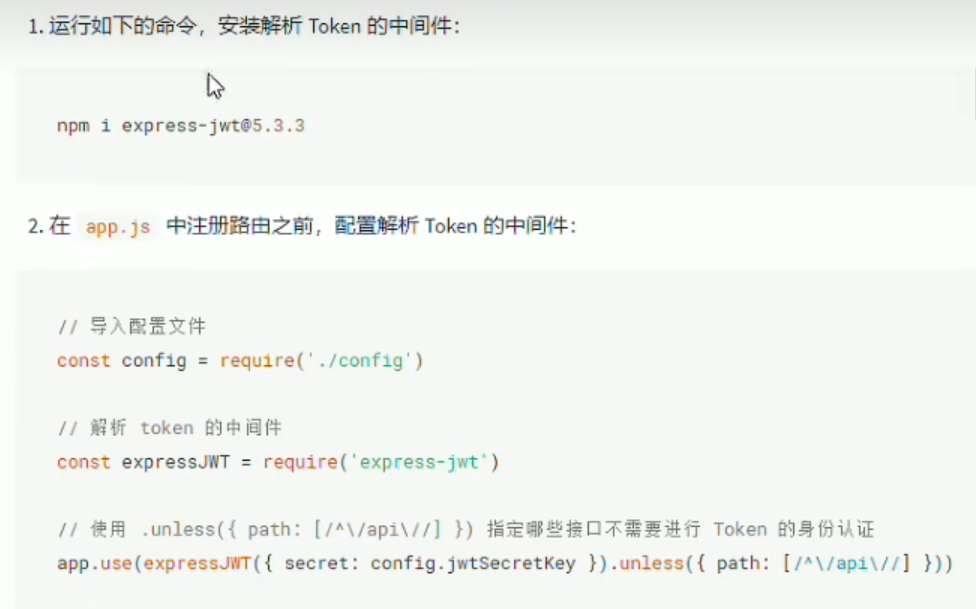 1. 运行如下的命令，安装解析 Token 的中间件：
npm i express-jwt@5.3.3
2. 在 app.js 中注册路由之前，配置解析 Token 的中间件：
// 导入配置文件
const config = require('./config')
// 解析 token 的中间件
const expressJWT = require('express-jwt')
// 使用 .unless({ path: [/^\/api\//] }) 指定哪些接口不需要进行 Token 的身份认证
app.use(expressJWT({ secret: config.jwtSecretKey }).unless({ path: [/^\/api\//] }))